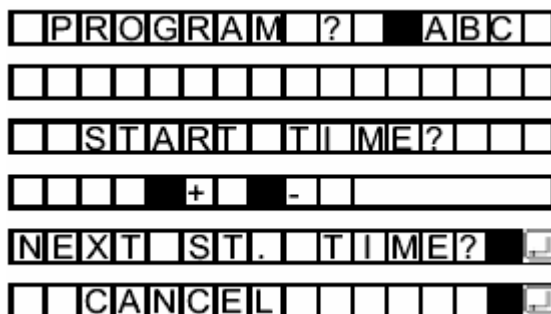 PROGRAM ? ■ ABC
START TIME?
■ + ■ -
NEXT ST. TIME? ■ ↵
CANCEL ■ ↵